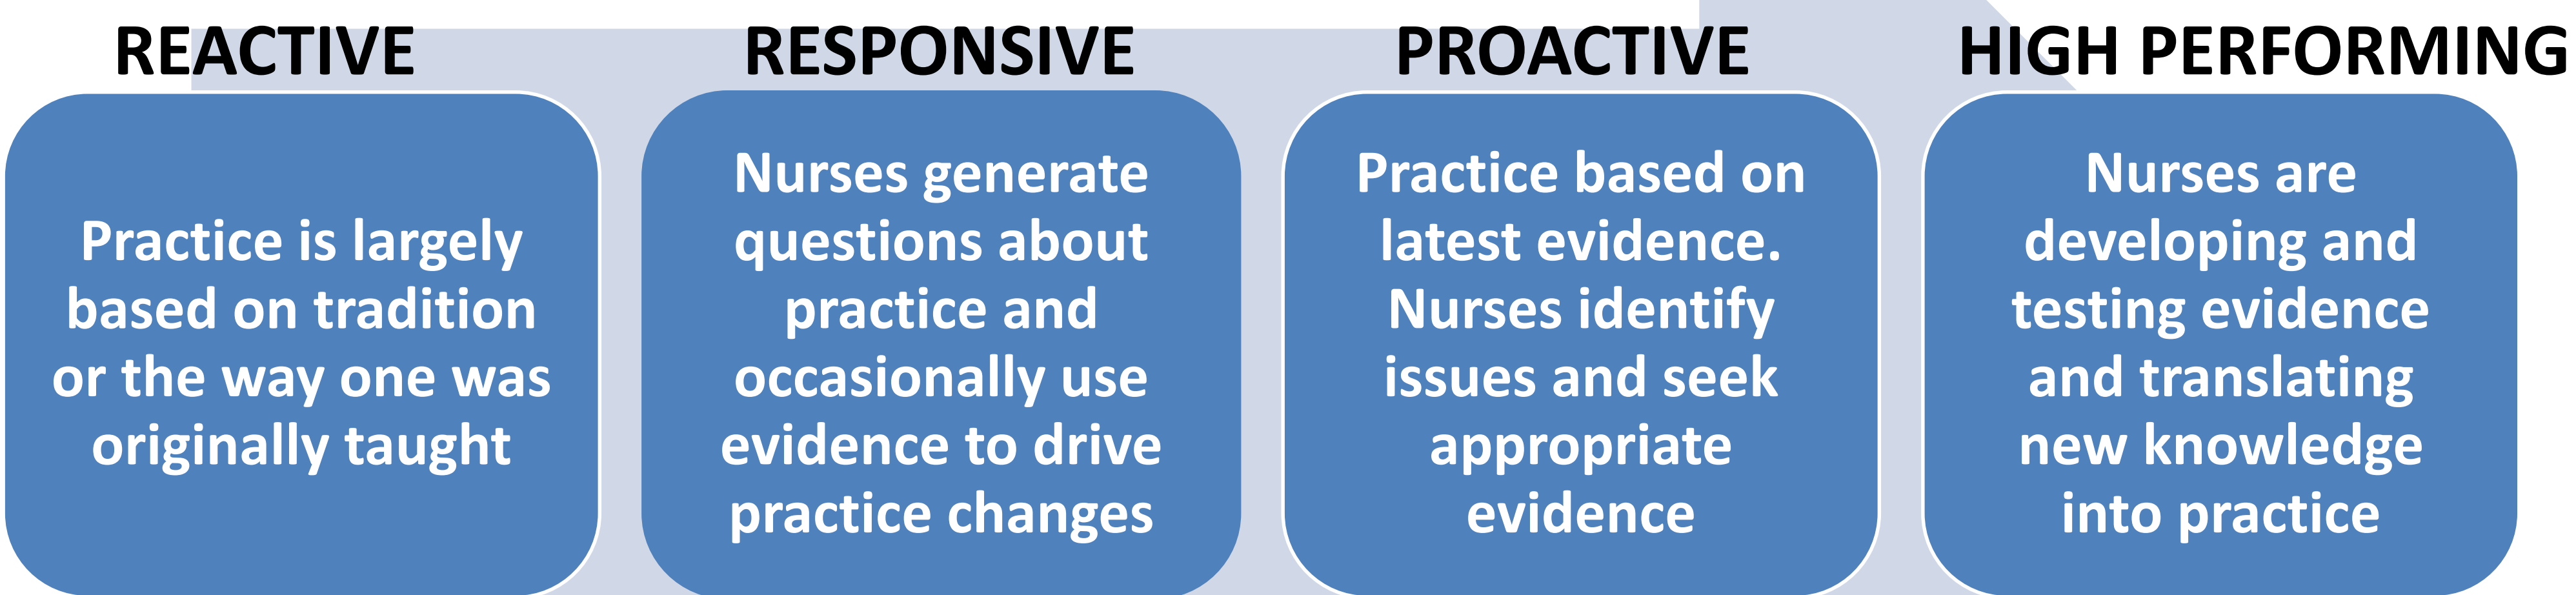 REACTIVE
Practice is largely
based on tradition
or the way one was
originally taught
RESPONSIVE
Nurses generate
questions about
practice and
occasionally use
evidence to drive
practice changes
PROACTIVE
Practice based on
latest evidence.
Nurses identify
issues and seek
appropriate
evidence
HIGH PERFORMING
Nurses are
developing and
testing evidence
and translating
new knowledge
into practice